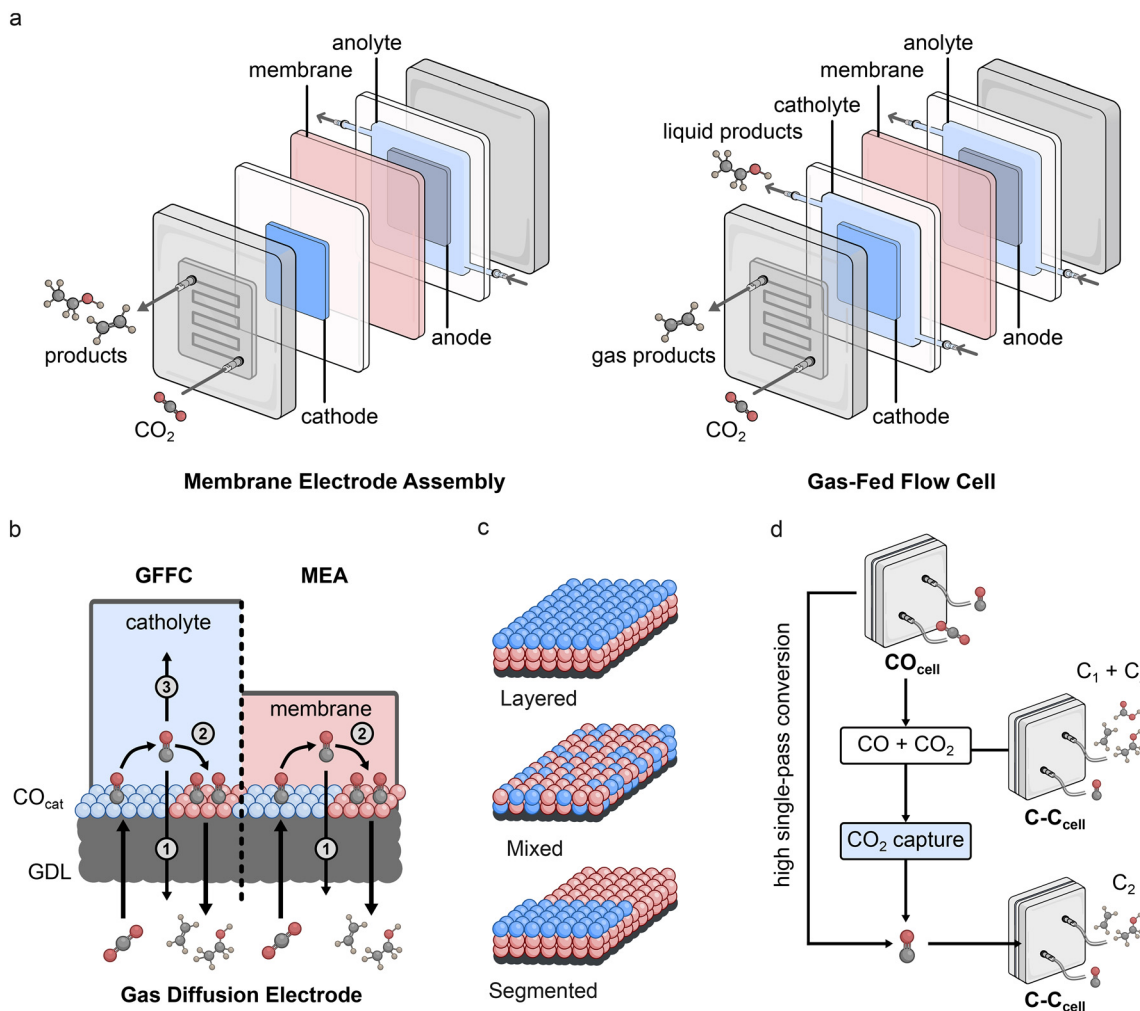 a
anolyte
membrane
products
CO2
anode
cathode
Membrane Electrode Assembly
anolyte
membrane
catholyte
liquid products
gas products
CO2
anode
cathode
Gas-Fed Flow Cell
b
GFFC
MEA
catholyte
3
2
membrane
2
COcat
1
1
GDL
Gas Diffusion Electrode
c
Layered
Mixed
Segmented
d
high single-pass conversion
COcell
CO + CO2
C1 + C
C-Ccell
CO2 capture
C2
C-Ccell